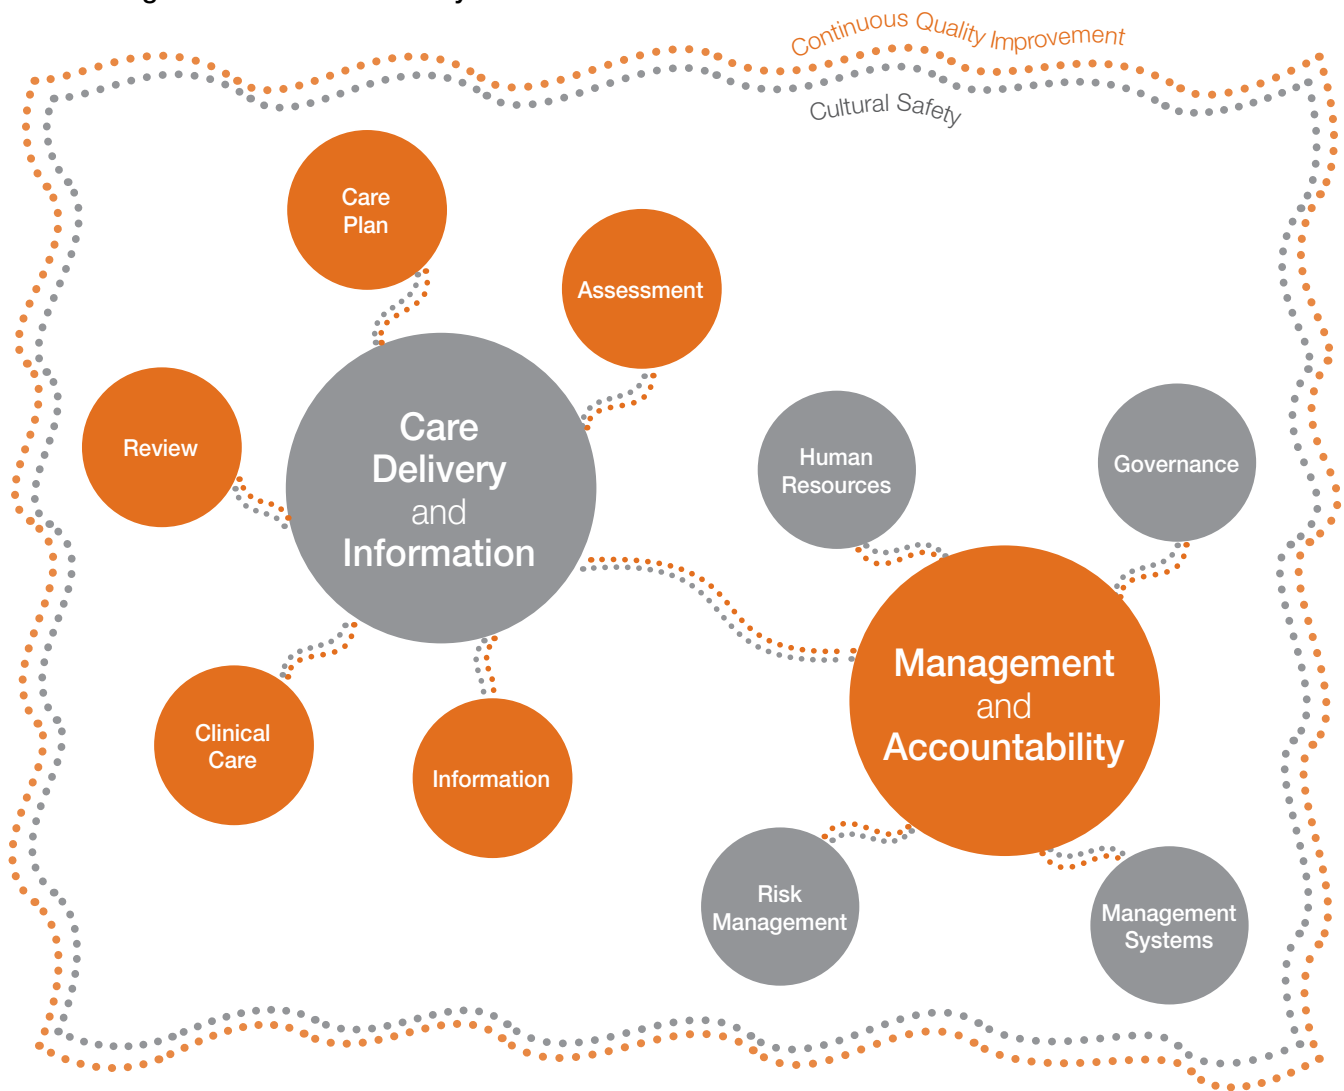 Continuous Quality Improvement
Cultural Safety
Care
Plan
Assessment
Review
Care
Delivery
and
Information
Human
Resources
Governance
Management
and
Accountability
Clinical
Care
Information
Risk
Management
Management
Systems